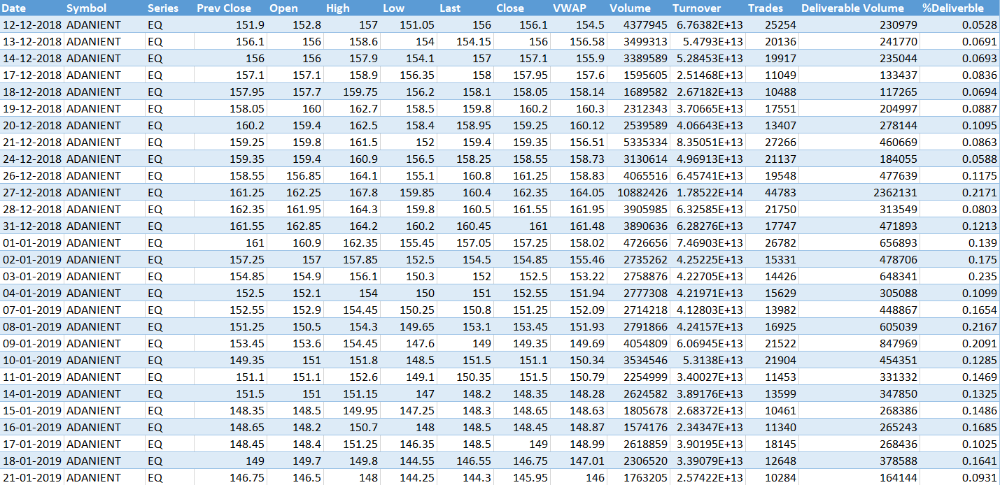 Date Symbol Series Prev Close Open High Low Last Close VWAP Volume Turnover Trades Deliverable Volume %Deliverble
12-12-2018 ADANIENT EQ 151.9 152.8 157 151.05 156 156.1 154.5 4377945 6.76382E+13 25254 230979 0.0528
13-12-2018 ADANIENT EQ 156.1 156 158.6 154 154.15 156 156.58 3499313 5.4793E+13 20136 241770 0.0691
14-12-2018 ADANIENT EQ 156 156 157.9 154.1 157 157.1 155.9 3389589 5.28453E+13 19917 235044 0.0693
17-12-2018 ADANIENT EQ 157.1 157.1 158.9 156.35 158 157.95 157.6 1595605 2.51468E+13 11049 133437 0.0836
18-12-2018 ADANIENT EQ 157.95 157.7 159.75 156.2 158.1 158.05 158.14 1689582 2.67182E+13 10488 117265 0.0694
19-12-2018 ADANIENT EQ 158.05 160 162.7 158.5 159.8 160.2 160.3 2312343 3.70665E+13 17551 204997 0.0887
20-12-2018 ADANIENT EQ 160.2 159.4 162.5 158.4 158.95 159.25 160.12 2539589 4.06643E+13 13407 278144 0.1095
21-12-2018 ADANIENT EQ 159.25 159.8 161.5 152 159.4 159.35 156.51 5335334 8.35051E+13 27266 460669 0.0863
24-12-2018 ADANIENT EQ 159.35 159.4 160.9 156.5 158.25 158.55 158.73 3130614 4.96913E+13 21137 184055 0.0588
26-12-2018 ADANIENT EQ 158.55 156.85 164.1 155.1 160.8 161.25 158.83 4065516 6.45741E+13 19548 477639 0.1175
27-12-2018 ADANIENT EQ 161.25 162.25 167.8 159.85 160.4 162.35 164.05 10882426 1.78522E+14 44783 2362131 0.2171
28-12-2018 ADANIENT EQ 162.35 161.95 164.3 159.8 160.5 161.55 161.95 3905985 6.32585E+13 21750 313549 0.0803
31-12-2018 ADANIENT EQ 161.55 162.85 164.2 160.2 160.45 161 161.48 3890636 6.28276E+13 17747 471893 0.1213
01-01-2019 ADANIENT EQ 161 160.9 162.35 155.45 157.05 157.25 158.02 4726656 7.46903E+13 26782 656893 0.139
02-01-2019 ADANIENT EQ 157.25 157 157.85 152.5 154.5 154.85 155.46 2735262 4.25225E+13 15331 478706 0.175
03-01-2019 ADANIENT EQ 154.85 154.9 156.1 150.3 152 152.5 153.22 2758876 4.22705E+13 14426 648341 0.235
04-01-2019 ADANIENT EQ 152.5 152.1 154 150 151 152.55 151.94 2777308 4.21971E+13 15629 305088 0.1099
07-01-2019 ADANIENT EQ 152.55 152.9 154.45 150.25 150.8 151.25 152.09 2714218 4.12803E+13 13982 448867 0.1654
08-01-2019 ADANIENT EQ 151.25 150.5 154.3 149.65 153.1 153.45 151.93 2791866 4.24157E+13 16925 605039 0.2167
09-01-2019 ADANIENT EQ 153.45 153.6 154.45 147.6 149 149.35 149.69 4054809 6.06945E+13 21522 847969 0.2091
10-01-2019 ADANIENT EQ 149.35 151 151.8 148.5 151.5 151.1 150.34 3534546 5.3138E+13 21904 454351 0.1285
11-01-2019 ADANIENT EQ 151.1 151.1 152.6 149.1 150.35 151.5 150.79 2254999 3.40027E+13 11453 331332 0.1469
14-01-2019 ADANIENT EQ 151.5 151 151.15 147 148.2 148.35 148.28 2624582 3.89176E+13 13599 347850 0.1325
15-01-2019 ADANIENT EQ 148.35 148.5 149.95 147.25 148.3 148.65 148.63 1805678 2.68372E+13 10461 268386 0.1486
16-01-2019 ADANIENT EQ 148.65 148.2 150.7 148 148.5 148.45 148.87 1574176 2.34347E+13 11340 265243 0.1685
17-01-2019 ADANIENT EQ 148.45 148.4 151.25 146.35 148.5 149 148.99 2618859 3.90195E+13 18145 268436 0.1025
18-01-2019 ADANIENT EQ 149 149.7 149.8 144.55 146.55 146.75 147.01 2306520 3.39079E+13 12648 378588 0.1641
21-01-2019 ADANIENT EQ 146.75 146.5 148 144.25 144.3 145.95 146 1763205 2.57422E+13 10284 164144 0.0931